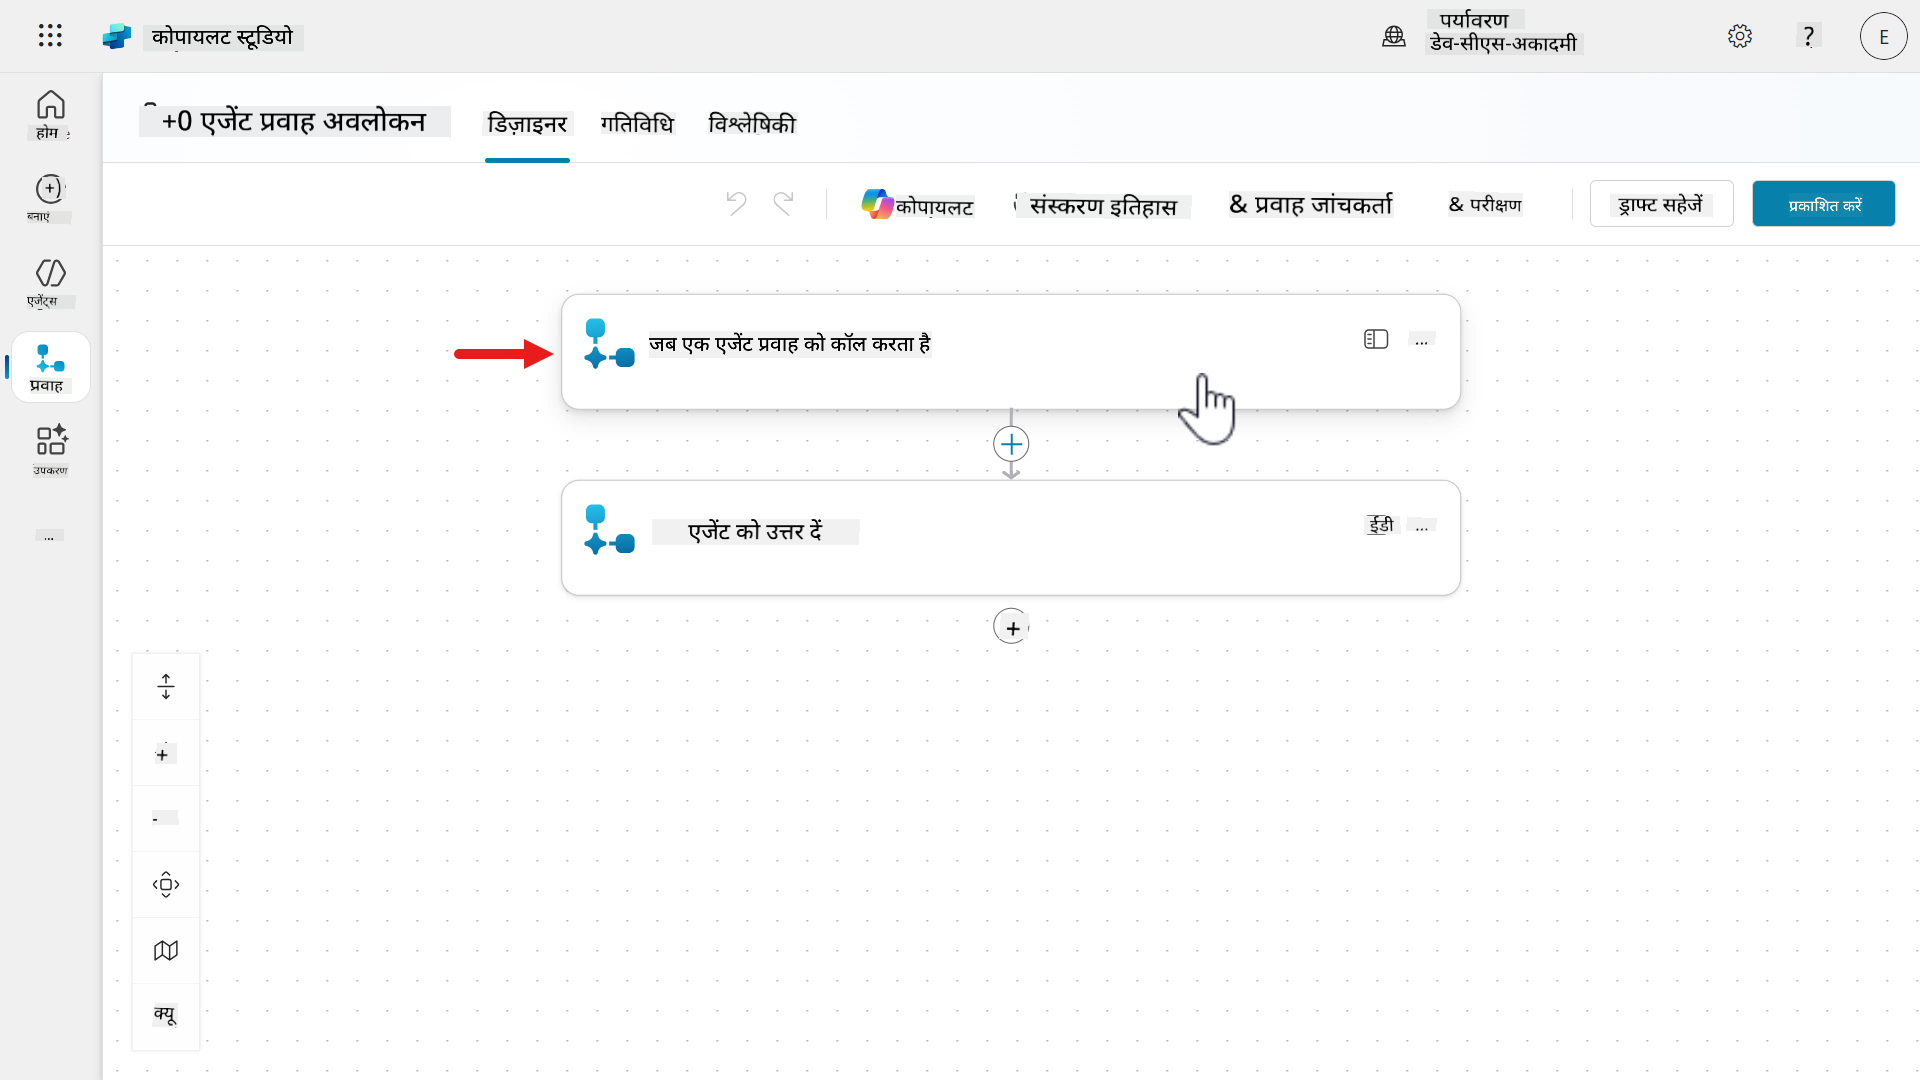 कोपायलट स्टूडियो
पर्यावरण
डेव-सीएस-अकादमी
?
E
होम
+0 एजेंट प्रवाह अवलोकन
डिज़ाइनर
गतिविधि
विश्लेषिकी
बनाएं
कोपायलट
संस्करण इतिहास
& प्रवाह जांचकर्ता
& परीक्षण
ड्राफ्ट सहेजें
प्रकाशित करें
एजेंट्स
जब एक एजेंट प्रवाह को कॉल करता है
...
प्रवाह
उपकरण
एजेंट को उत्तर दें
ईडी
...
...
+
+
-
क्यू